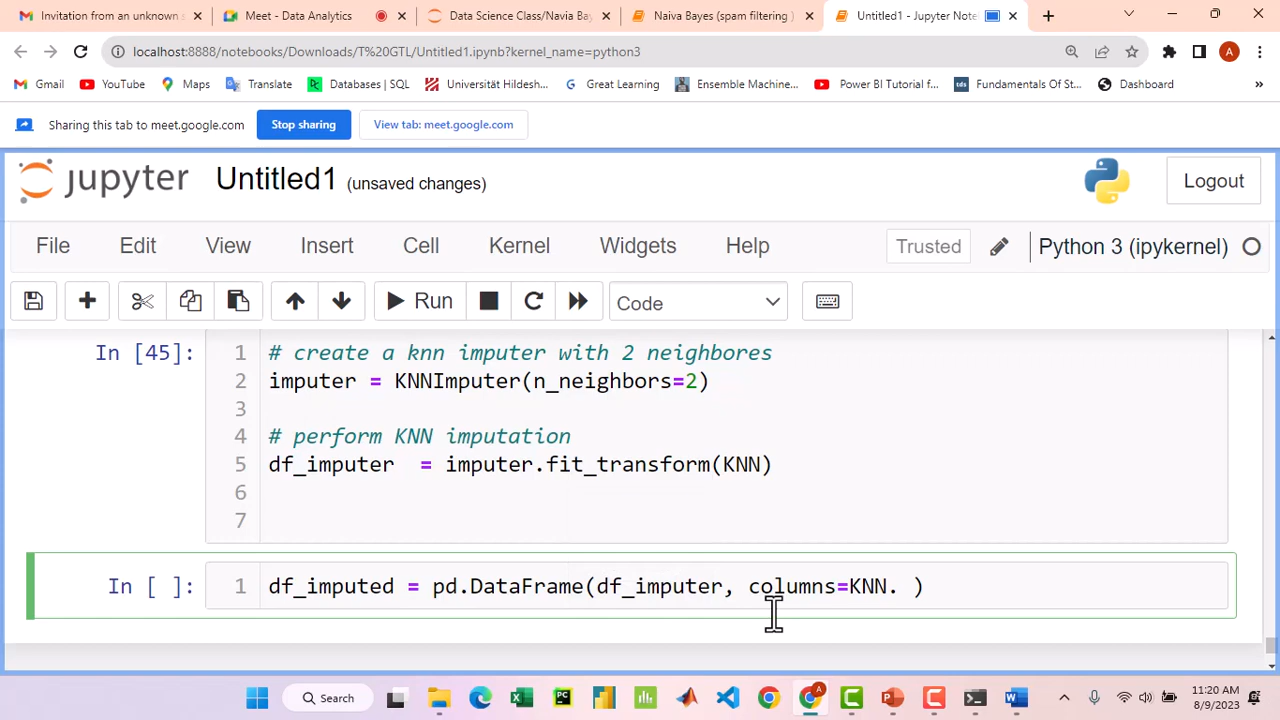 Invitation from an unknown s
Meet - Data Analytics
Data Science Class/Navia Bay
Naiva Bayes (spam filtering )
Untitled1 - Jupyter Note
localhost:8888/notebooks/Downloads/T%20GTL/Untitled1.ipynb?kernel_name=python3
A
Gmail
YouTube
Maps
Translate
Databases | SQL
Universität Hildesh...
Great Learning
Ensemble Machine...
Power BI Tutorial f...
Fundamentals Of St...
Dashboard
»
Sharing this tab to meet.google.com
Stop sharing
View tab: meet.google.com
jupyter
Untitled1 (unsaved changes)
Logout
File
Edit
View
Insert
Cell
Kernel
Widgets
Help
Trusted
Python 3 (ipykernel)
Run
Code
In [45]:
1 # create a knn imputer with 2 neighbores
2 imputer = KNNImputer(n_neighbors=2)
3
4 # perform KNN imputation
5 df_imputer  = imputer.fit_transform(KNN)
6
7
In [ ]:
1 df_imputed = pd.DataFrame(df_imputer, columns=KNN. )
Search
11:20 AM
8/9/2023